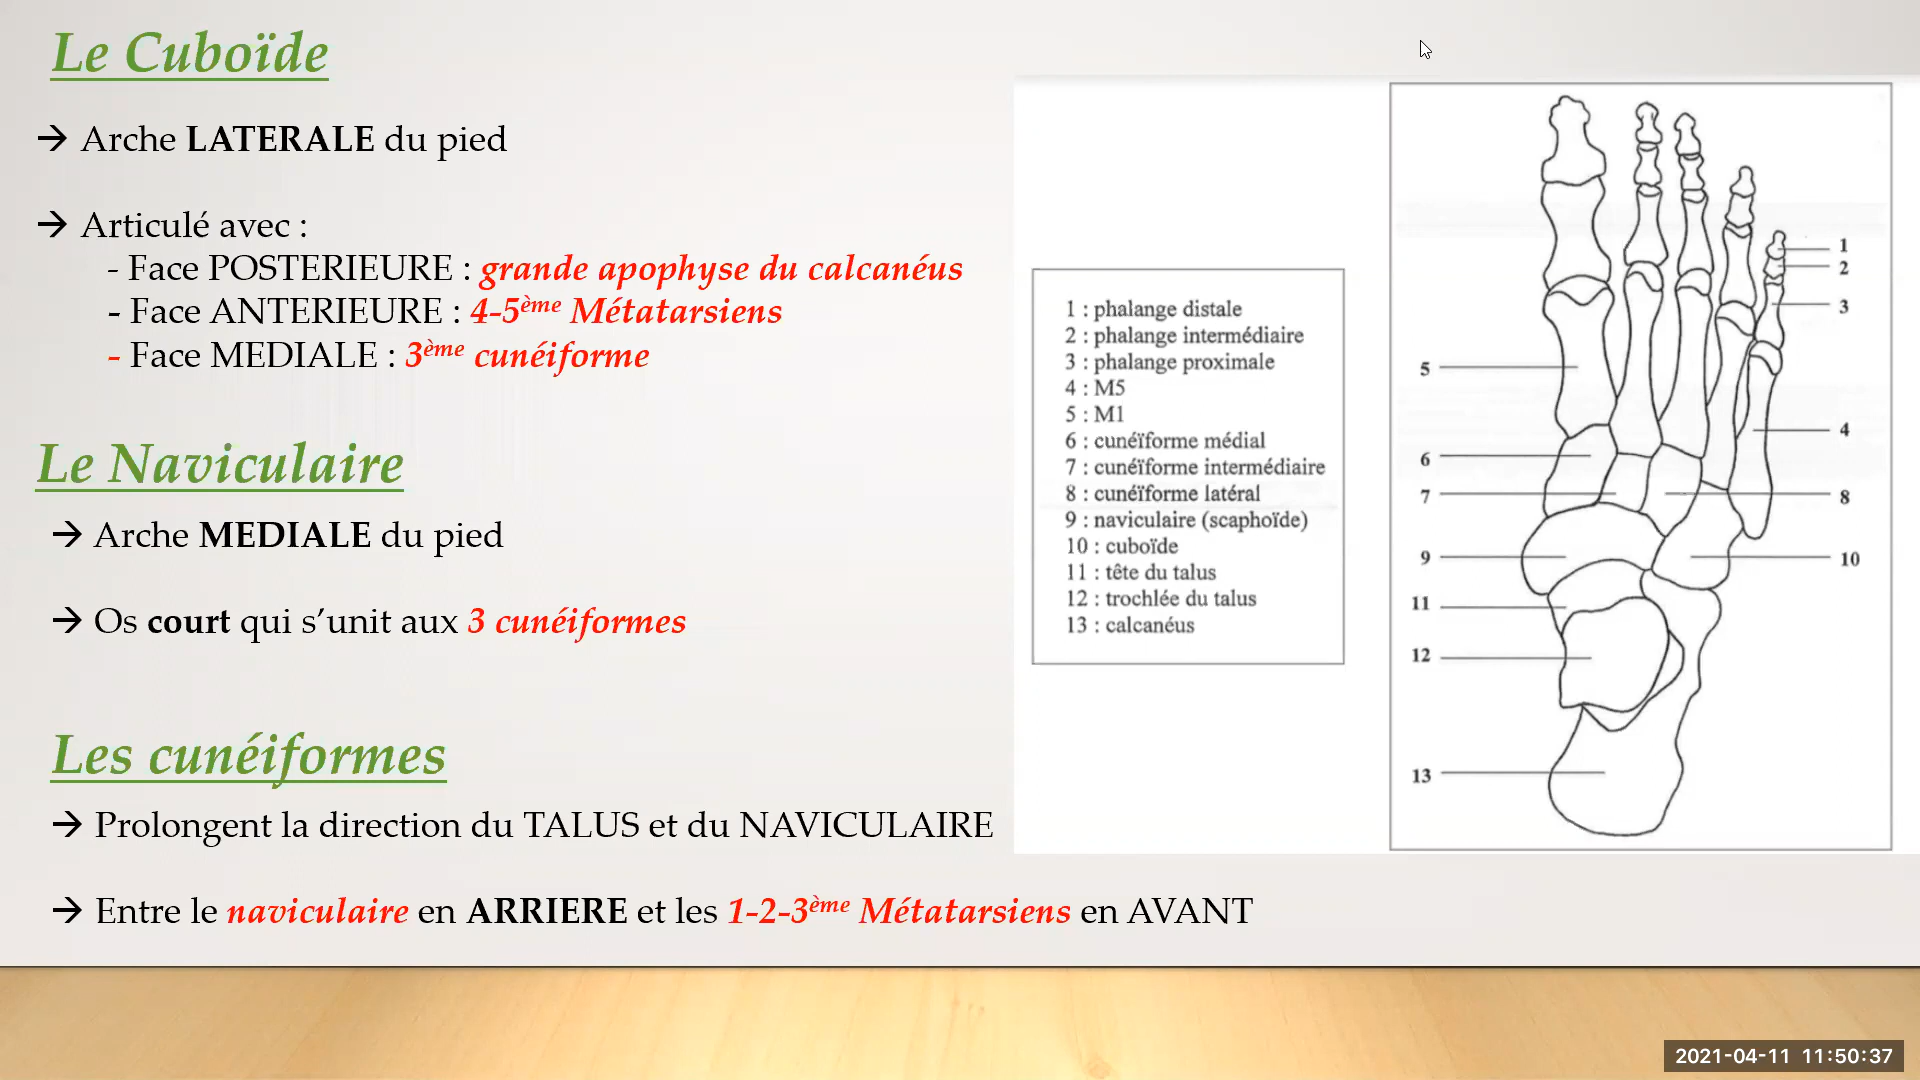 Le Cuboïde
→ Arche LATERALE du pied
→ Articulé avec :
- Face POSTERIEURE : grande apophyse du calcanéus
- Face ANTERIEURE : 4-5ème Métatarsiens
- Face MEDIALE : 3ème cunéiforme
Le Naviculaire
→ Arche MEDIALE du pied
→ Os court qui s’unit aux 3 cunéiformes
Les cunéiformes
→ Prolongent la direction du TALUS et du NAVICULAIRE
→ Entre le naviculaire en ARRIERE et les 1-2-3ème Métatarsiens en AVANT
1 : phalange distale
2 : phalange intermédiaire
3 : phalange proximale
4 : M5
5 : M1
6 : cunéïforme médial
7 : cunéïforme intermédiaire
8 : cunéïforme latéral
9 : naviculaire (scaphoïde)
10 : cuboïde
11 : tête du talus
12 : trochlée du talus
13 : calcanéus
1
2
3
5
4
6
7
8
9
10
11
12
13
2021-04-11 11:50:37